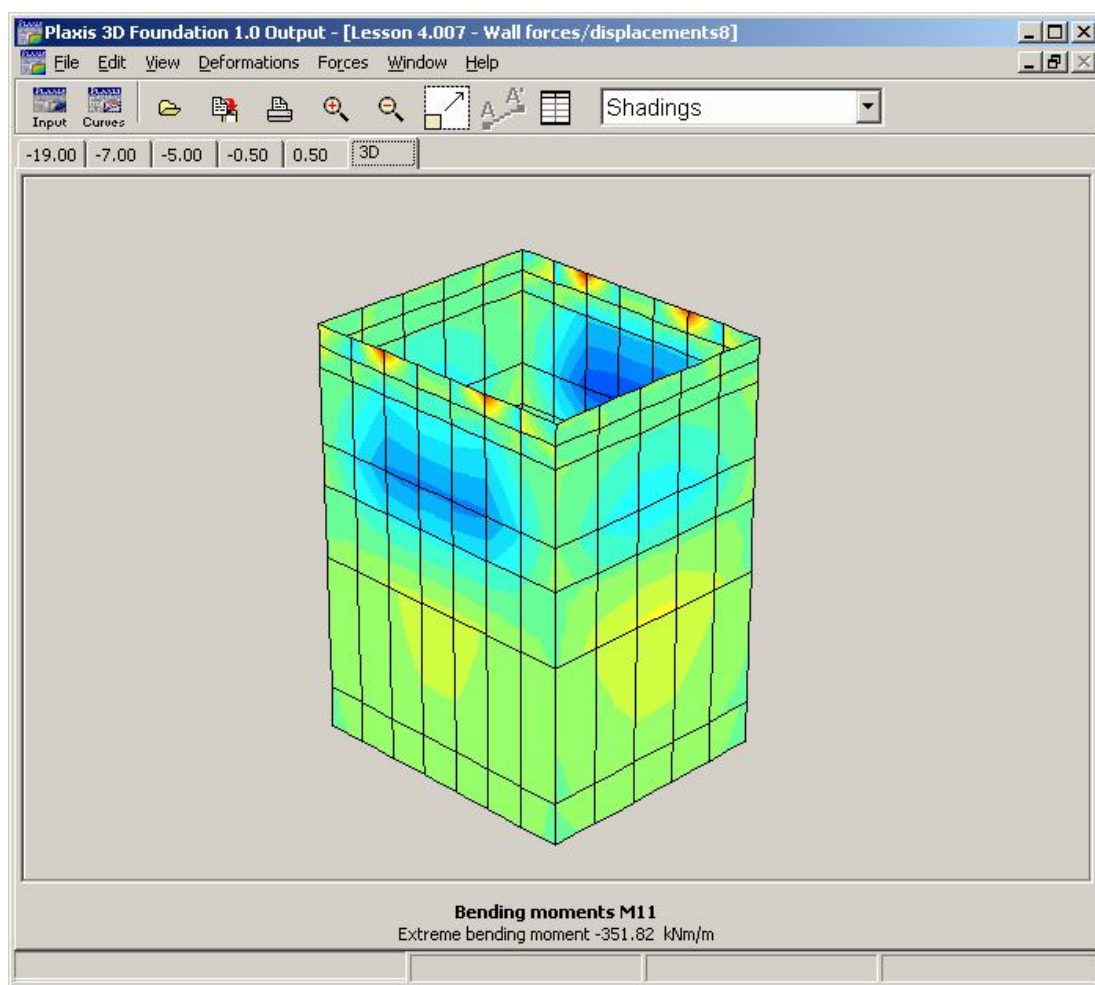 Plaxis 3D Foundation 1.0 Output - [Lesson 4.007 - Wall forces/displacements8]
File Edit View Deformations Forces Window Help
Input Curves A A' Shadings
-19.00 -7.00 -5.00 -0.50 0.50 3D
Bending moments M11
Extreme bending moment -351.82 kNm/m